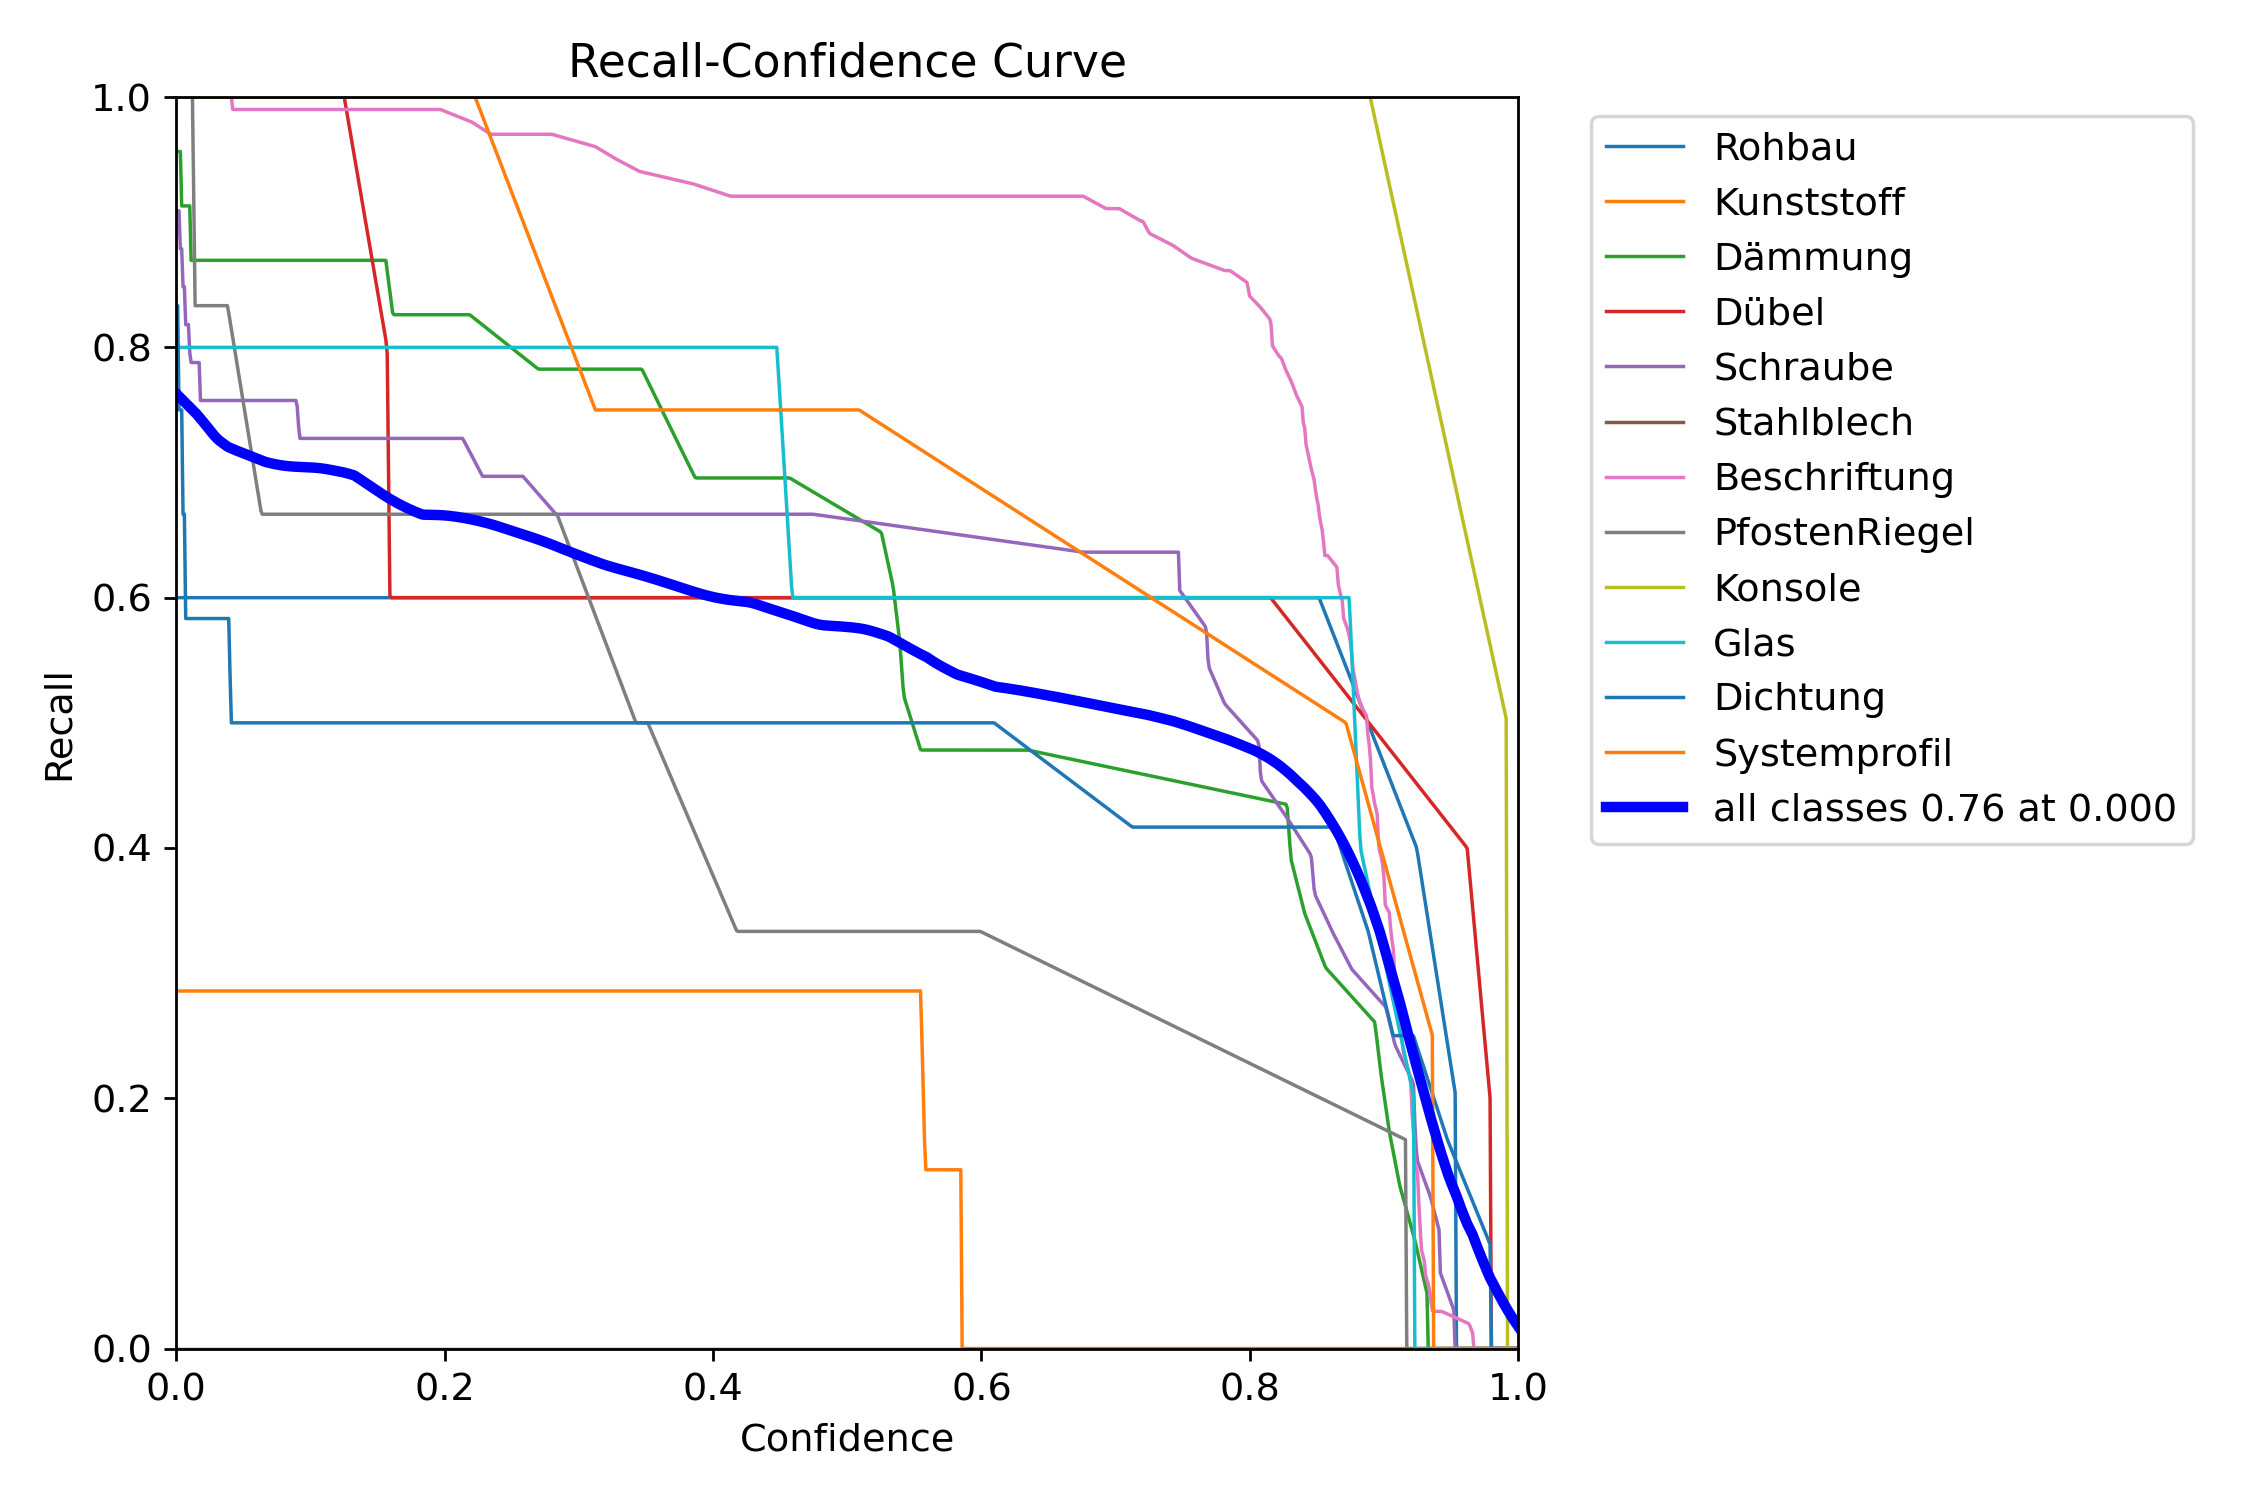 Recall-Confidence Curve
1.0
0.8
0.6
0.4
0.2
0.0
Recall
0.0 0.2 0.4 0.6 0.8 1.0
Confidence
Rohbau
Kunststoff
Dämmung
Dübel
Schraube
Stahlblech
Beschriftung
PfostenRiegel
Konsole
Glas
Dichtung
Systemprofil
all classes 0.76 at 0.000